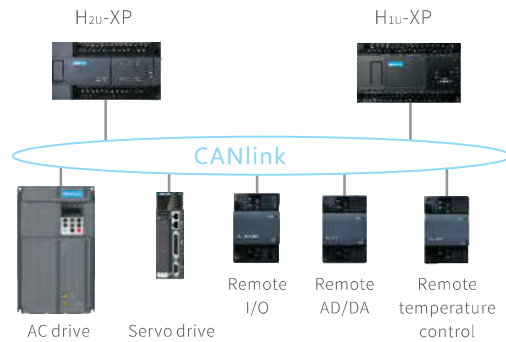 H2U-XP
H1U-XP
CANlink
Remote
I/O
Remote
AD/DA
Remote
temperature
control
AC drive
Servo drive